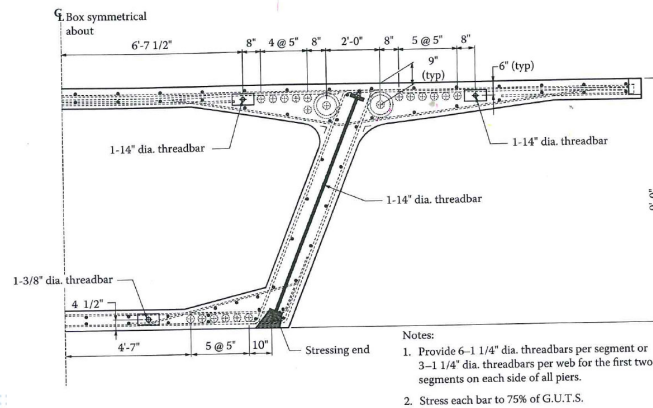 ℄ Box symmetrical
about
6'-7 1/2"
8"
4 @ 5"
8"
2'-0"
8"
5 @ 5"
8"
9"
(typ)
6" (typ)
1-14" dia. threadbar
1-14" dia. threadbar
1-14" dia. threadbar
1-3/8" dia. threadbar
4 1/2"
4'-7"
5 @ 5"
10"
Stressing end
Notes:
1. Provide 6–1 1/4" dia. threadbars per segment or
3–1 1/4" dia. threadbars per web for the first two
segments on each side of all piers.
2. Stress each bar to 75% of G.U.T.S.